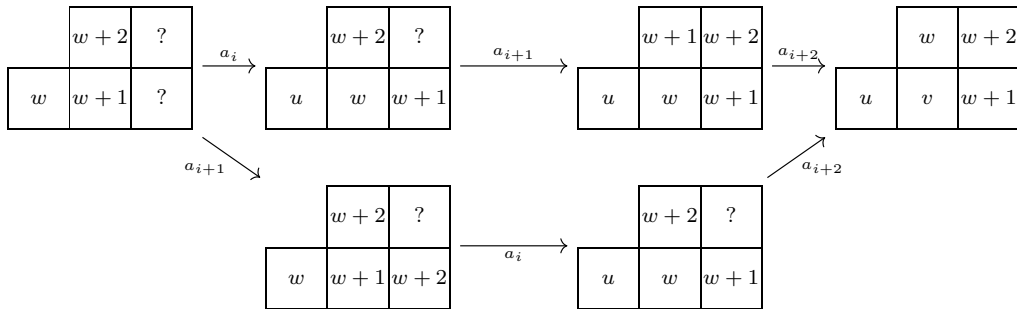 w + 2 ? w + 2 ? w + 1 w + 2 w w + 2
a_i a_{i+1} a_{i+2}
w w + 1 ? u w w + 1 u w w + 1 u v w + 1
a_{i+1} a_{i+2}
w + 2 ? w + 2 ?
a_i
w w + 1 w + 2 u w w + 1